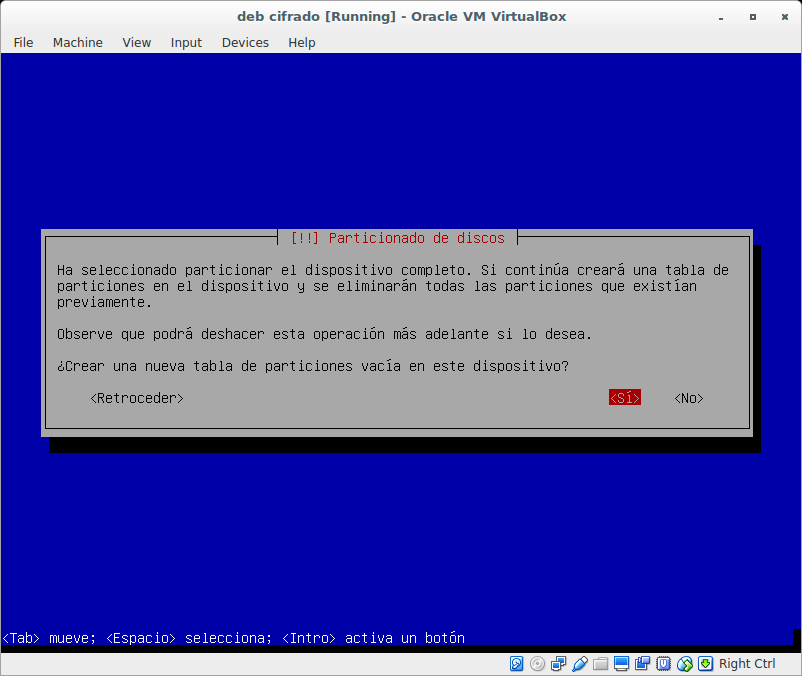 deb cifrado [Running] - Oracle VM VirtualBox
File Machine View Input Devices Help
[!!] Particionado de discos
Ha seleccionado particionar el dispositivo completo. Si continúa creará una tabla de
particiones en el dispositivo y se eliminarán todas las particiones que existían
previamente.
Observe que podrá deshacer esta operación más adelante si lo desea.
¿Crear una nueva tabla de particiones vacía en este dispositivo?
<Retroceder> <Sí> <No>
<Tab> mueve; <Espacio> selecciona; <Intro> activa un botón
Right Ctrl